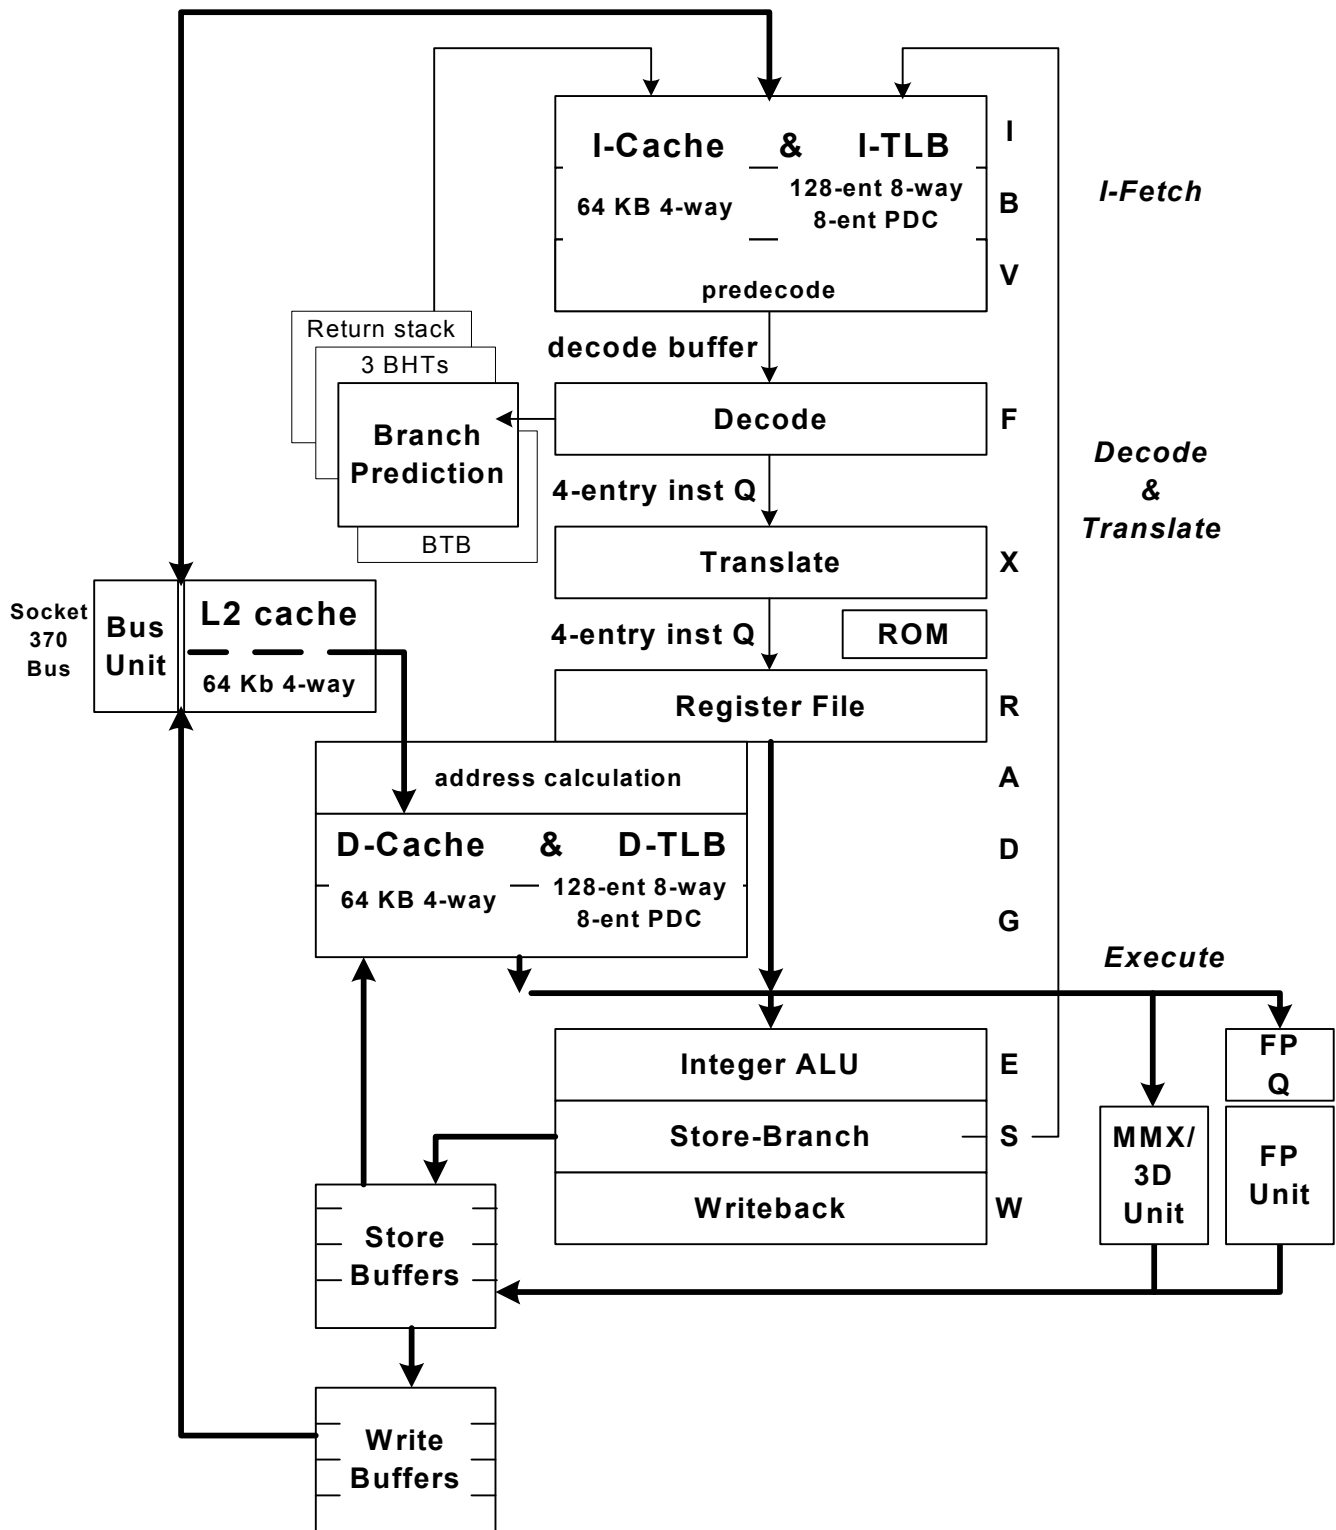 I-Cache & I-TLB
I
64 KB 4-way
128-ent 8-way
8-ent PDC
B
I-Fetch
V
predecode
Return stack
decode buffer
3 BHTs
Branch
Prediction
BTB
Decode
F
Decode
&
Translate
4-entry inst Q
Translate
X
Socket
370
Bus
Bus
Unit
L2 cache
64 Kb 4-way
4-entry inst Q
ROM
Register File
R
address calculation
A
D-Cache & D-TLB
D
64 KB 4-way
128-ent 8-way
8-ent PDC
G
Execute
Integer ALU
E
FP
Q
Store-Branch
S
MMX/
3D
Unit
FP
Unit
Writeback
W
Store
Buffers
Write
Buffers